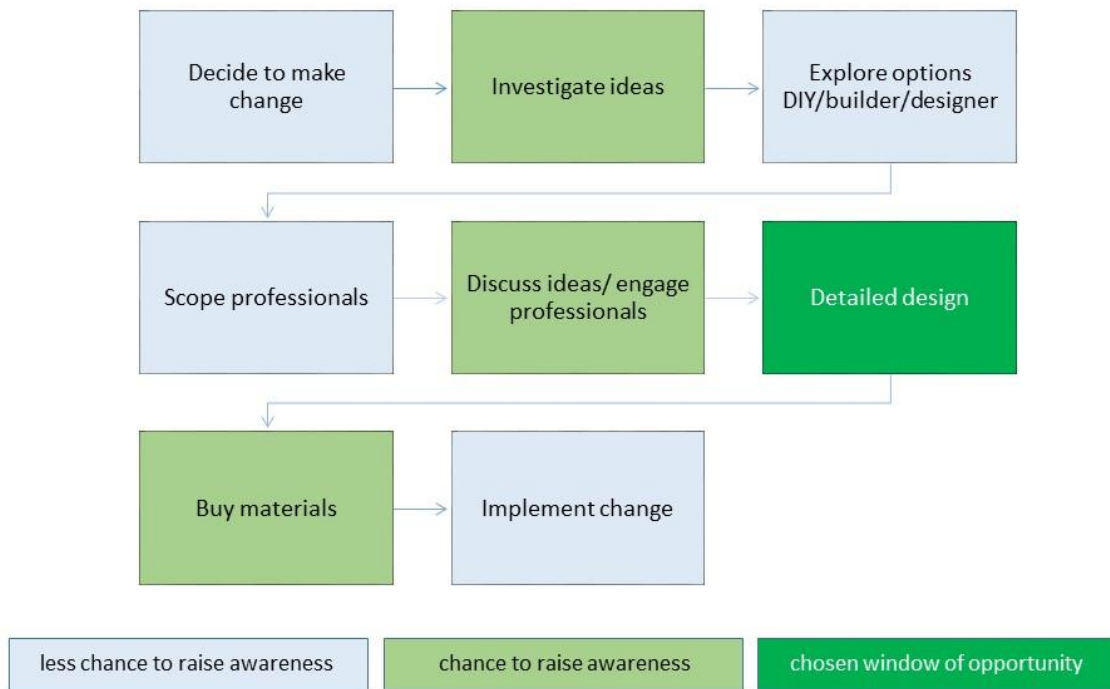 Decide to make
change
Investigate ideas
Explore options
DIY/builder/designer
Scope professionals
Discuss ideas/ engage
professionals
Detailed design
Buy materials
Implement change
less chance to raise awareness
chance to raise awareness
chosen window of opportunity